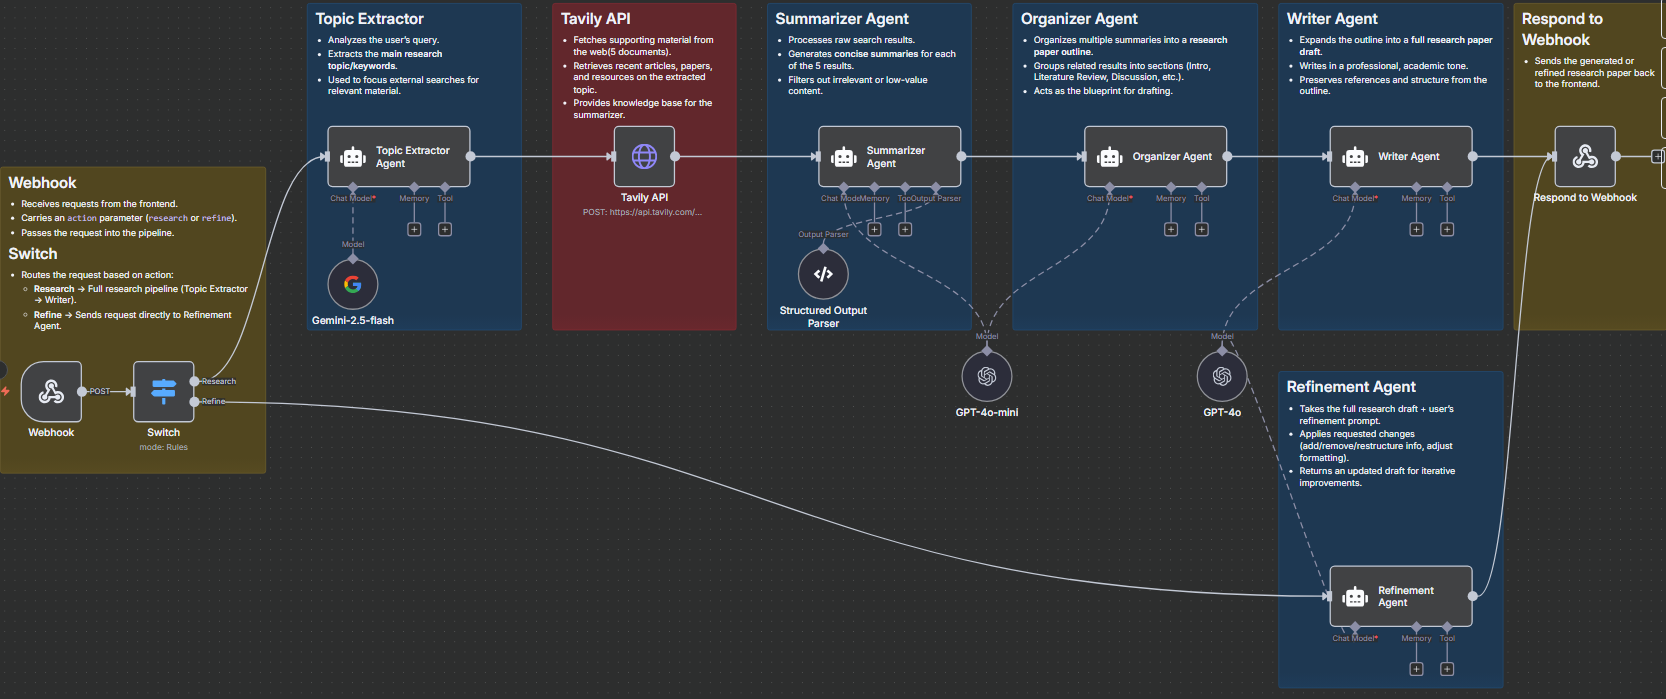 Webhook
Receives requests from the frontend.
Carries an action parameter (research or refine).
Passes the request into the pipeline.
Switch
Routes the request based on action:
Research → Full research pipeline (Topic Extractor
→ Writer).
Refine → Sends request directly to Refinement
Agent.
POST
Research
Refine
Webhook
Switch
mode: Rules
Topic Extractor
Analyzes the user's query.
Extracts the main research
topic/keywords.
Used to focus external searches for
relevant material.
Topic Extractor
Agent
Chat Model*
Memory
Tool
Model
Gemini-2.5-flash
Tavily API
Fetches supporting material from
the web(5 documents).
Retrieves recent articles, papers,
and resources on the extracted
topic.
Provides knowledge base for the
summarizer.
Tavily API
POST: https://api.tavily.com/...
Summarizer Agent
Processes raw search results.
Generates concise summaries for each
of the 5 results.
Filters out irrelevant or low-value
content.
Summarizer
Agent
Chat Mode
Memory
Too
Output Parser
Output Parser
Structured Output
Parser
Organizer Agent
Organizes multiple summaries into a research
paper outline.
Groups related results into sections (Intro,
Literature Review, Discussion, etc.).
Acts as the blueprint for drafting.
Organizer Agent
Chat Model*
Memory
Tool
Model
GPT-4o-mini
Writer Agent
Expands the outline into a full research paper
draft.
Writes in a professional, academic tone.
Preserves references and structure from the
outline.
Writer Agent
Chat Model*
Memory
Tool
Model
GPT-4o
Respond to
Webhook
Sends the generated or
refined research paper back
to the frontend.
Respond to Webhook
Refinement Agent
Takes the full research draft + user's
refinement prompt.
Applies requested changes
(add/remove/restructure info, adjust
formatting).
Returns an updated draft for iterative
improvements.
Refinement
Agent
Chat Model*
Memory
Tool